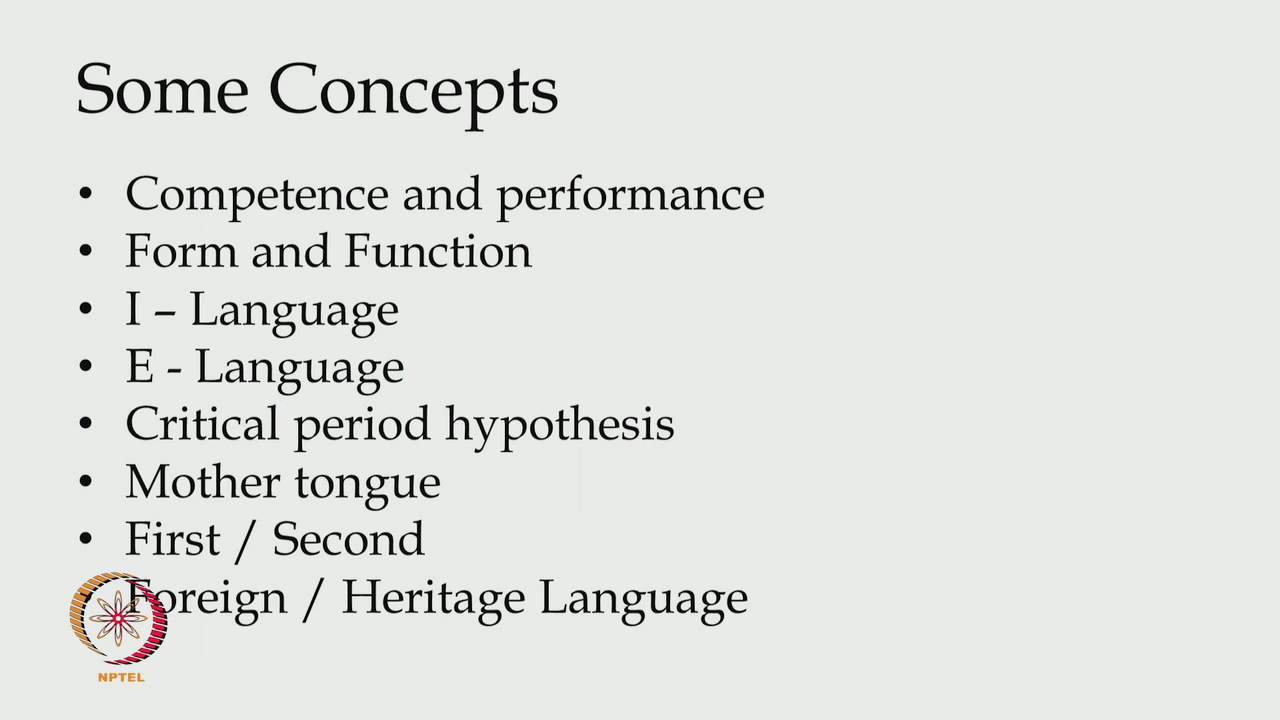 Some Concepts
• Competence and performance
• Form and Function
• I – Language
• E - Language
• Critical period hypothesis
• Mother tongue
• First / Second
• Foreign / Heritage Language
NPTEL